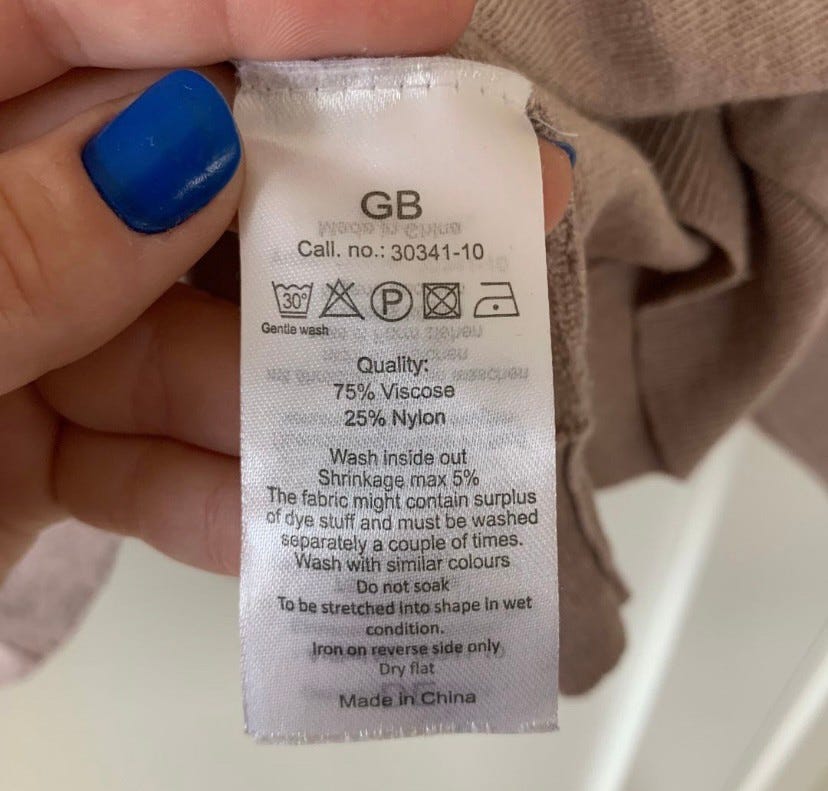 GB
Call. no.: 30341-10
30° P
Gentle wash
Quality:
75% Viscose
25% Nylon
Wash inside out
Shrinkage max 5%
The fabric might contain surplus
of dye stuff and must be washed
separately a couple of times.
Wash with similar colours
Do not soak
To be stretched into shape in wet
condition.
Iron on reverse side only
Dry flat
Made in China